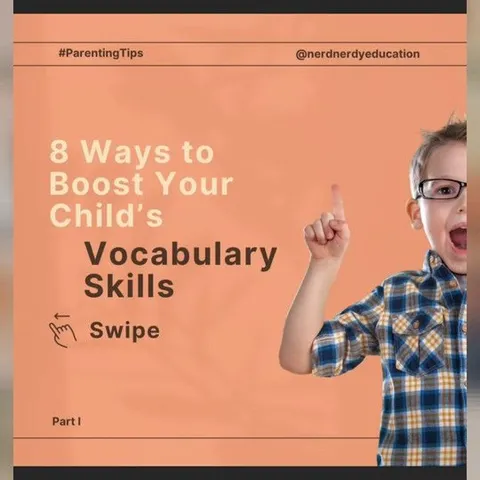 #ParentingTips
@nerdnerdyeducation
8 Ways to
Boost Your
Child's
Vocabulary
Skills
Swipe
Part I